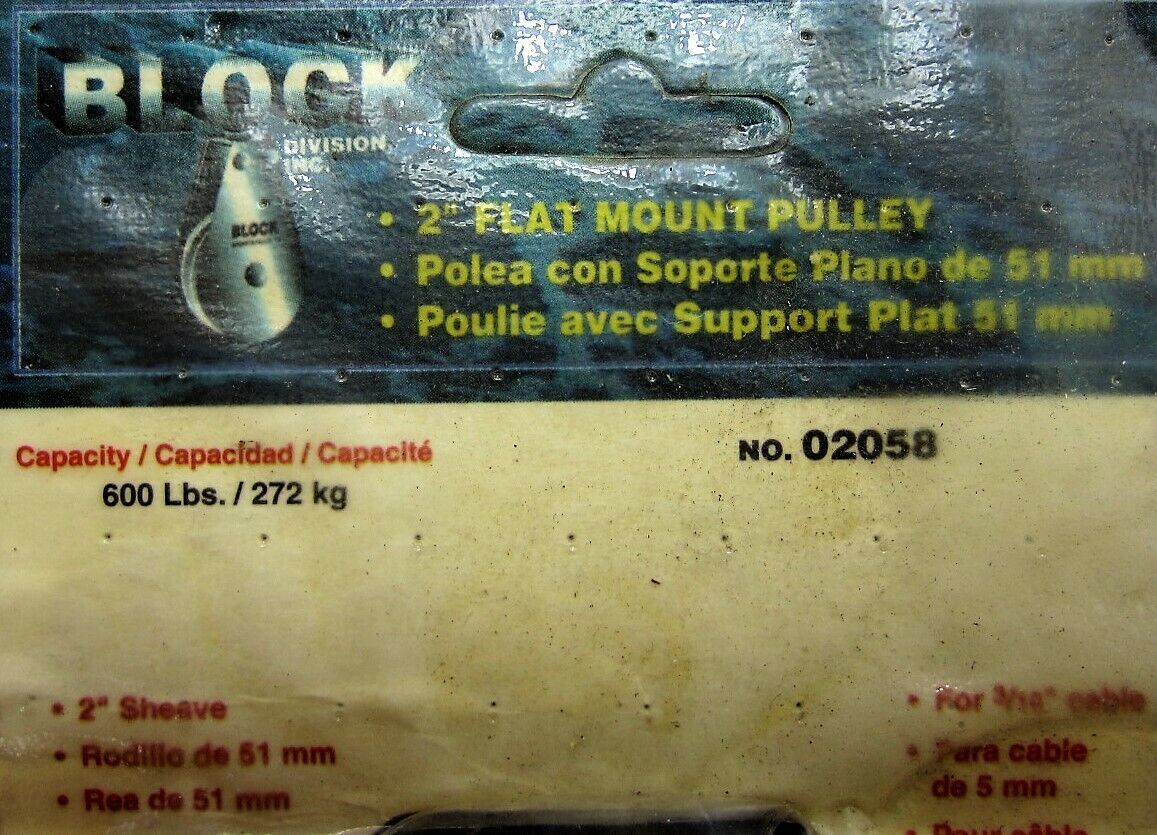 BLOCK
DIVISION
INC.
BLOCK
• 2" FLAT MOUNT PULLEY
• Polea con Soporte Plano de 51 mm
• Poulie avec Support Plat 51 mm
Capacity / Capacidad / Capacité
600 Lbs. / 272 kg
NO. 02058
• 2" Sheave
• Rodillo de 51 mm
• Rea de 51 mm
• For 3/16" cable
• Para cable
de 5 mm
• Pour câble